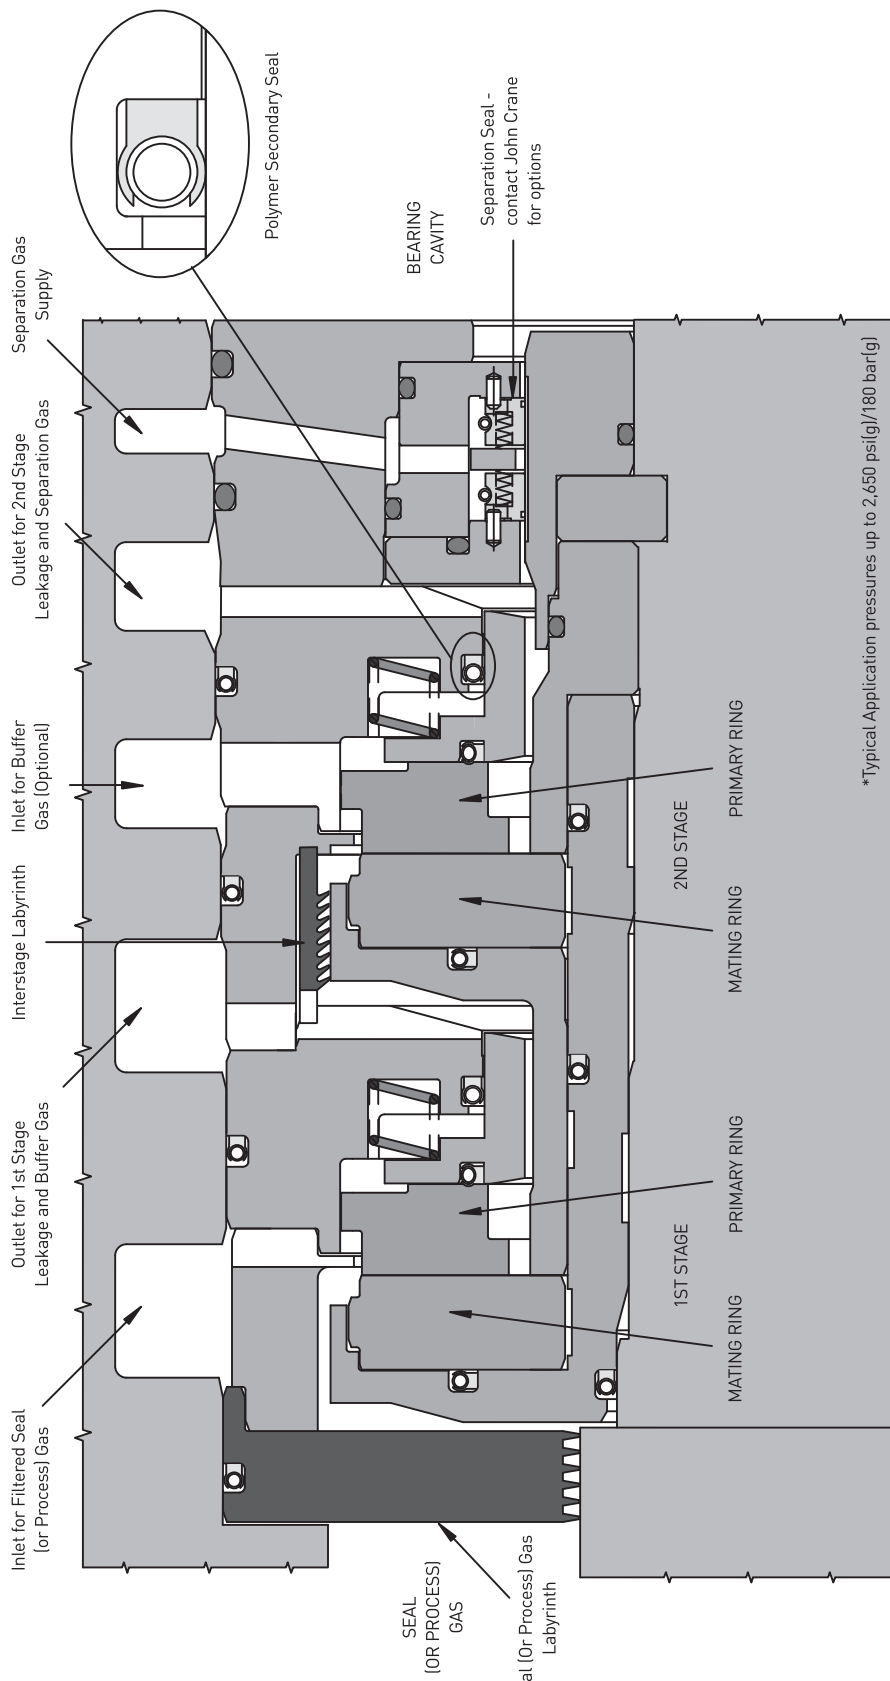 Inlet for Filtered Seal
(or Process) Gas
Outlet for 1st Stage
Leakage and Buffer Gas
Interstage Labyrinth
Inlet for Buffer
Gas (Optional)
Outlet for 2nd Stage
Leakage and Separation Gas
Separation Gas
Supply
Polymer Secondary Seal
BEARING
CAVITY
Separation Seal -
contact John Crane
for options
SEAL
(OR PROCESS)
GAS
al (Or Process) Gas
Labyrinth
1ST STAGE
2ND STAGE
MATING RING
PRIMARY RING
MATING RING
PRIMARY RING
*Typical Application pressures up to 2,650 psi(g)/180 bar(g)